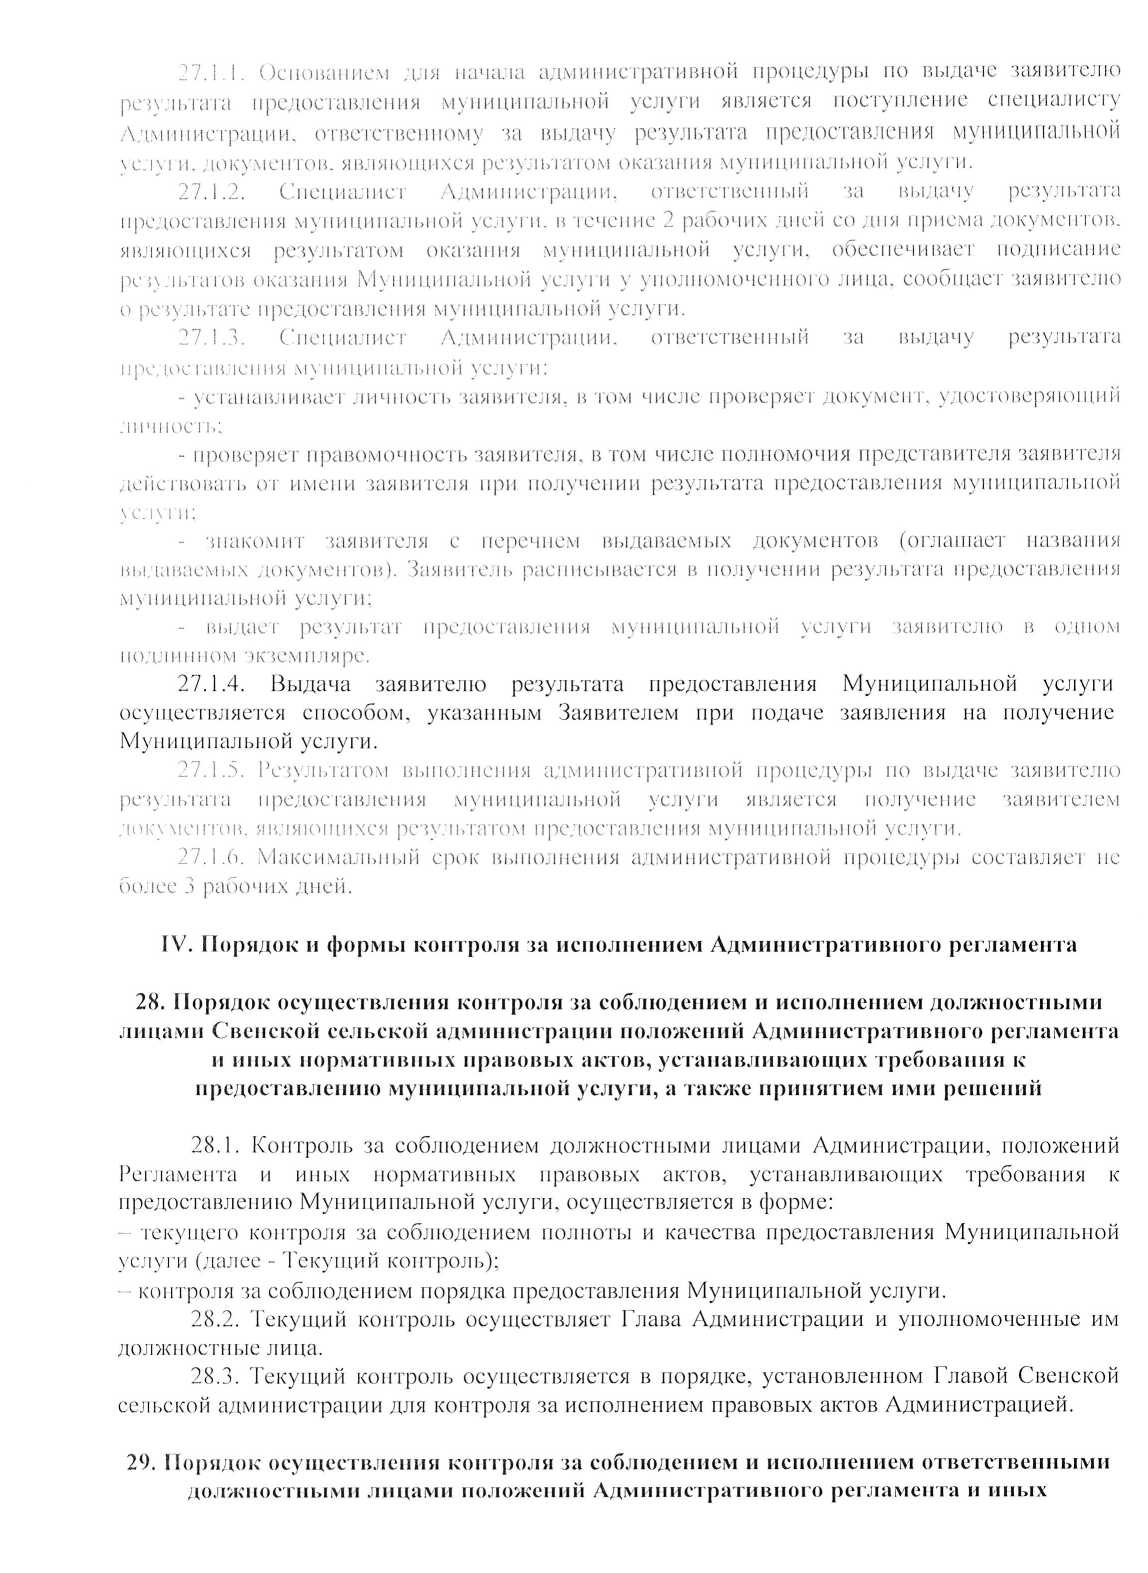 27.1.1. Основанием для начала административной процедуры по выдаче заявителю
результата предоставления муниципальной услуги является поступление специалисту
Администрации, ответственному за выдачу результата предоставления муниципальной
услуги, документов, являющихся результатом оказания муниципальной услуги.
27.1.2. Специалист Администрации, ответственный за выдачу результата
предоставления муниципальной услуги, в течение 2 рабочих дней со дня приема документов,
являющихся результатом оказания муниципальной услуги, обеспечивает подписание
результатов оказания Муниципальной услуги у уполномоченного лица, сообщает заявителю
о результате предоставления муниципальной услуги.
27.1.3. Специалист Администрации, ответственный за выдачу результата
предоставления муниципальной услуги:
- устанавливает личность заявителя, в том числе проверяет документ, удостоверяющий
личность;
- проверяет правомочность заявителя, в том числе полномочия представителя заявителя
действовать от имени заявителя при получении результата предоставления муниципальной
услуги;
- знакомит заявителя с перечнем выдаваемых документов (оглашает названия
выдаваемых документов). Заявитель расписывается в получении результата предоставления
муниципальной услуги;
- выдает результат предоставления муниципальной услуги заявителю в одном
подлинном экземпляре.
27.1.4. Выдача заявителю результата предоставления Муниципальной услуги
осуществляется способом, указанным Заявителем при подаче заявления на получение
Муниципальной услуги.
27.1.5. Результатом выполнения административной процедуры по выдаче заявителю
результата предоставления муниципальной услуги является получение заявителем
документов, являющихся результатом предоставления муниципальной услуги.
27.1.6. Максимальный срок выполнения административной процедуры составляет не
более 3 рабочих дней.
IV. Порядок и формы контроля за исполнением Административного регламента
28. Порядок осуществления контроля за соблюдением и исполнением должностными
лицами Свенской сельской администрации положений Административного регламента
и иных нормативных правовых актов, устанавливающих требования к
предоставлению муниципальной услуги, а также принятием ими решений
28.1. Контроль за соблюдением должностными лицами Администрации, положений
Регламента и иных нормативных правовых актов, устанавливающих требования к
предоставлению Муниципальной услуги, осуществляется в форме:
– текущего контроля за соблюдением полноты и качества предоставления Муниципальной
услуги (далее - Текущий контроль);
– контроля за соблюдением порядка предоставления Муниципальной услуги.
28.2. Текущий контроль осуществляет Глава Администрации и уполномоченные им
должностные лица.
28.3. Текущий контроль осуществляется в порядке, установленном Главой Свенской
сельской администрации для контроля за исполнением правовых актов Администрацией.
29. Порядок осуществления контроля за соблюдением и исполнением ответственными
должностными лицами положений Административного регламента и иных